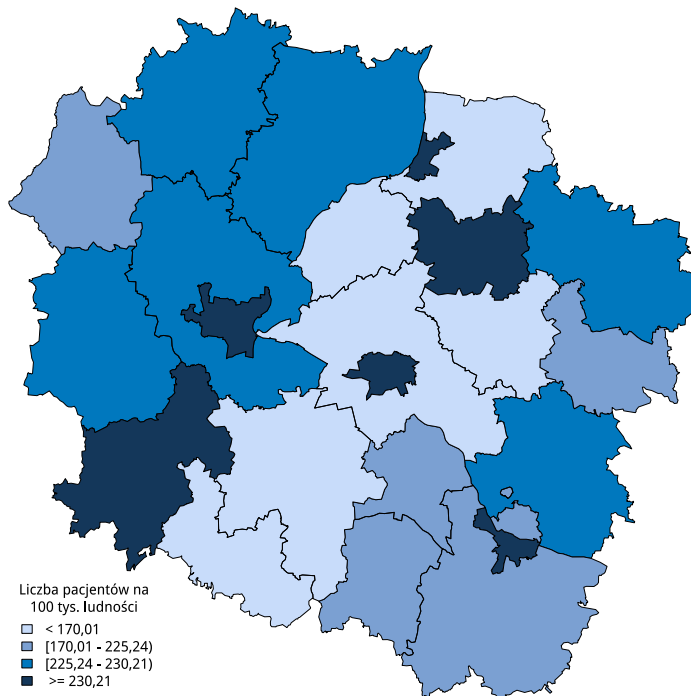 Liczba pacjentów na
100 tys. ludności
< 170,01
[170,01 - 225,24)
[225,24 - 230,21)
>= 230,21